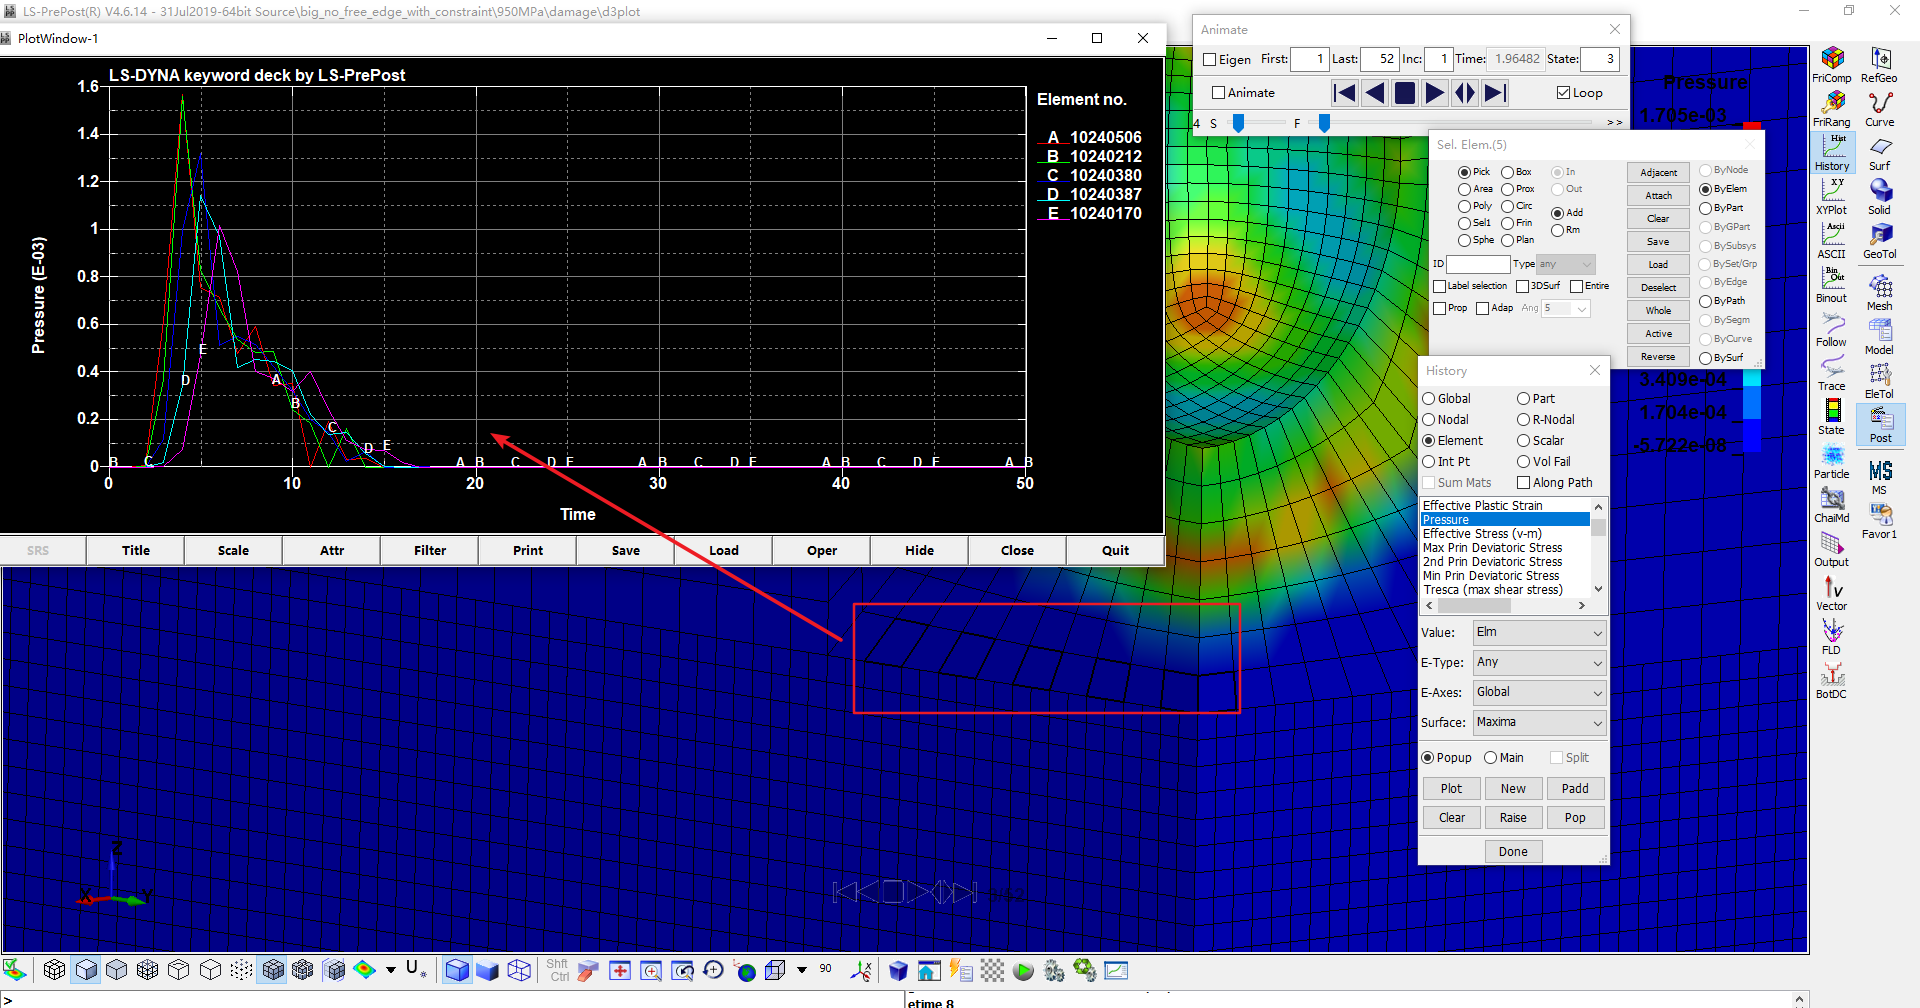 LS-PrePost(R) V4.6.14 - 31Jul2019-64bit Source\big_no_free_edge_with_constraint\950MPa\damage\d3plot
PlotWindow-1
LS-DYNA keyword deck by LS-PrePost
Pressure (E-03)
1.6
1.4
1.2
1
0.8
0.6
0.4
0.2
0
0 10 20 30 40 50
Time
Element no.
A 10240506
B 10240212
C 10240380
D 10240387
E 10240170
E
D
A
B
C
D E
B C A B C D E A B C D E A B C D E A B
SRS Title Scale Attr Filter Print Save Load Oper Hide Close Quit
Animate
Eigen First: 1 Last: 52 Inc: 1 Time: 1.96482 State: 3
Animate Loop
4 S F >>
Pressure
1.705e-03
3.409e-04
1.704e-04
-5.722e-08
Sel. Elem.(5)
Pick Box In
Area Prox Out
Poly Circ Add
Sel1 Frin Rm
Sphe Plan
ID Type any
Label selection 3DSurf Entire
Prop Adap Ang 5
Adjacent
Attach
Clear
Save
Load
Deselect
Whole
Active
Reverse
ByNode
ByElem
ByPart
ByGPart
BySubsys
BySet/Grp
ByEdge
ByPath
BySegm
ByCurve
BySurf
History
Global Part
Nodal R-Nodal
Element Scalar
Int Pt Vol Fail
Sum Mats Along Path
Effective Plastic Strain
Pressure
Effective Stress (v-m)
Max Prin Deviatoric Stress
2nd Prin Deviatoric Stress
Min Prin Deviatoric Stress
Tresca (max shear stress)
Value: Elm
E-Type: Any
E-Axes: Global
Surface: Maxima
Popup Main Split
Plot New Padd
Clear Raise Pop
Done
FriComp RefGeo
FriRang Curve
Hist
History Surf
X Y
XYPlot Solid
Ascii
ASCII GeoTol
Bin Out
Binout Mesh
Follow Model
Trace EleTol
State Post
Particle MS
MS
ChaiMd Favor1
Output
Vector
FLD
BotDC
Z
X Y
U
Shft
Ctrl
90
>
etime 8